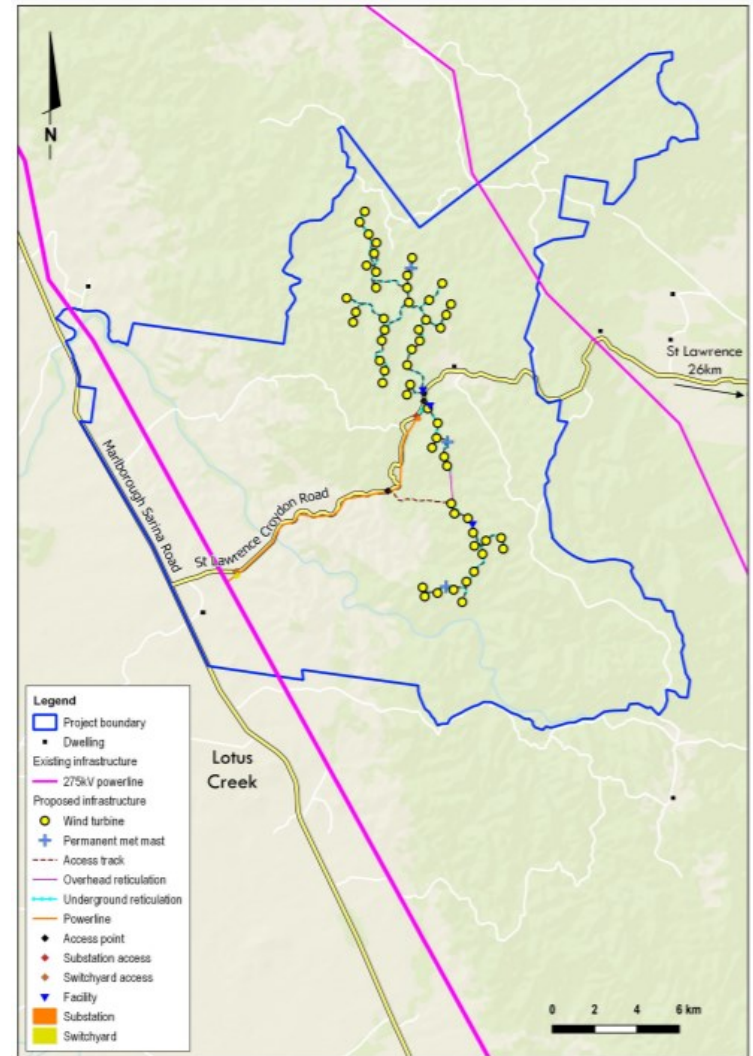 N
St Lawrence
26km
Marlborough Sarina Road
St Lawrence Croydon Road
Lotus
Creek
Legend
Project boundary
Dwelling
Existing infrastructure
275kV powerline
Proposed infrastructure
Wind turbine
Permanent met mast
Access track
Overhead reticulation
Underground reticulation
Powerline
Access point
Substation access
Switchyard access
Facility
Substation
Switchyard
0 2 4 6 km